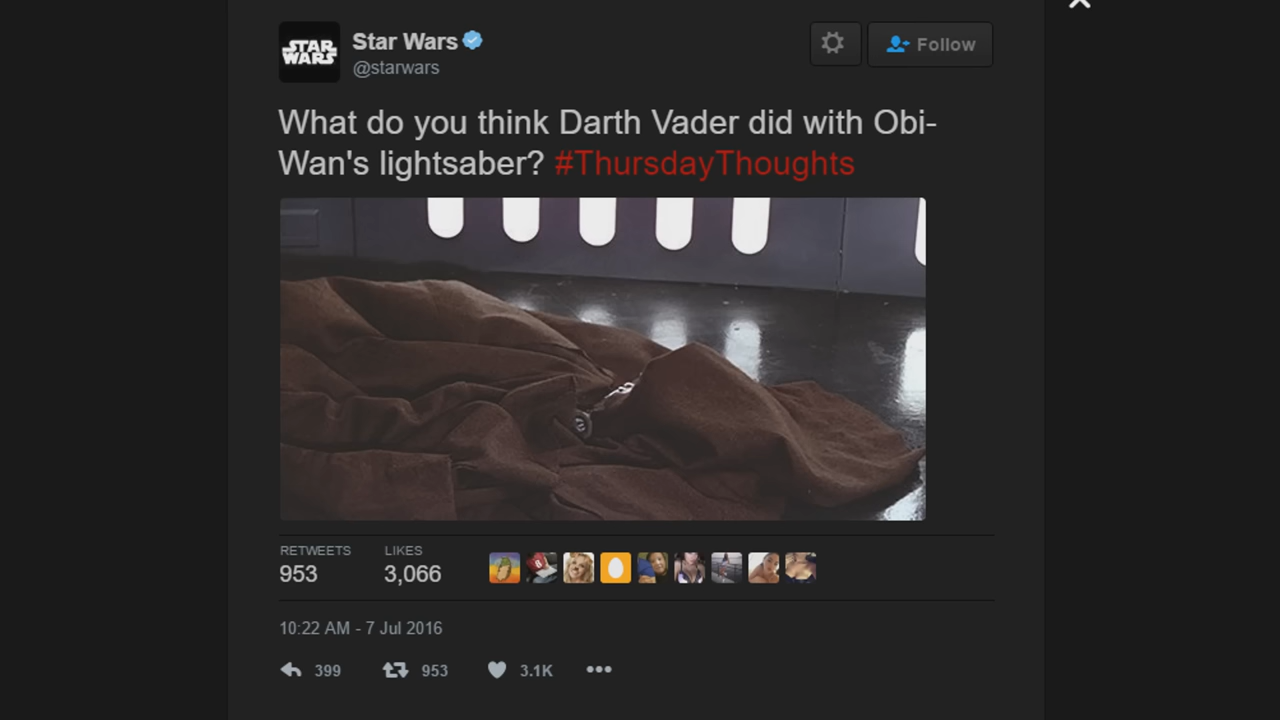 STAR
WARS
Star Wars
@starwars
Follow
What do you think Darth Vader did with Obi-
Wan's lightsaber? #ThursdayThoughts
RETWEETS LIKES
953 3,066
10:22 AM - 7 Jul 2016
399 953 3.1K